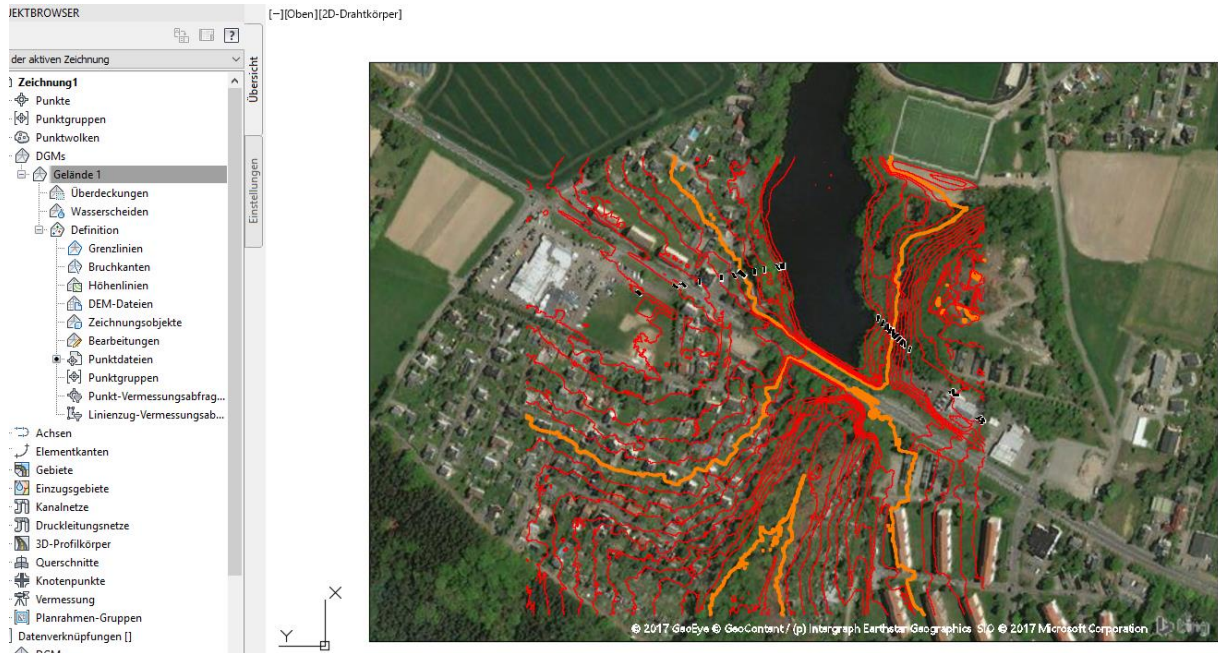 JEKTBROWSER
?
der aktiven Zeichnung
Zeichnung1
Punkte
Punktgruppen
Punktwolken
DGMs
Gelände 1
Überdeckungen
Wasserscheiden
Definition
Grenzlinien
Bruchkanten
Höhenlinien
DEM-Dateien
Zeichnungsobjekte
Bearbeitungen
Punktdateien
Punktgruppen
Punkt-Vermessungsabfrag...
Linienzug-Vermessungsab...
Achsen
Elementkanten
Gebiete
Einzugsgebiete
Kanalnetze
Druckleitungsnetze
3D-Profilkörper
Querschnitte
Knotenpunkte
Vermessung
Planrahmen-Gruppen
Datenverknüpfungen []
DGMs
Übersicht
Einstellungen
[−][Oben][2D-Drahtkörper]
X
Y
© 2017 GeoEye © GeoContent / (p) Intergraph Earthstar Geographics SIO © 2017 Microsoft Corporation
bing